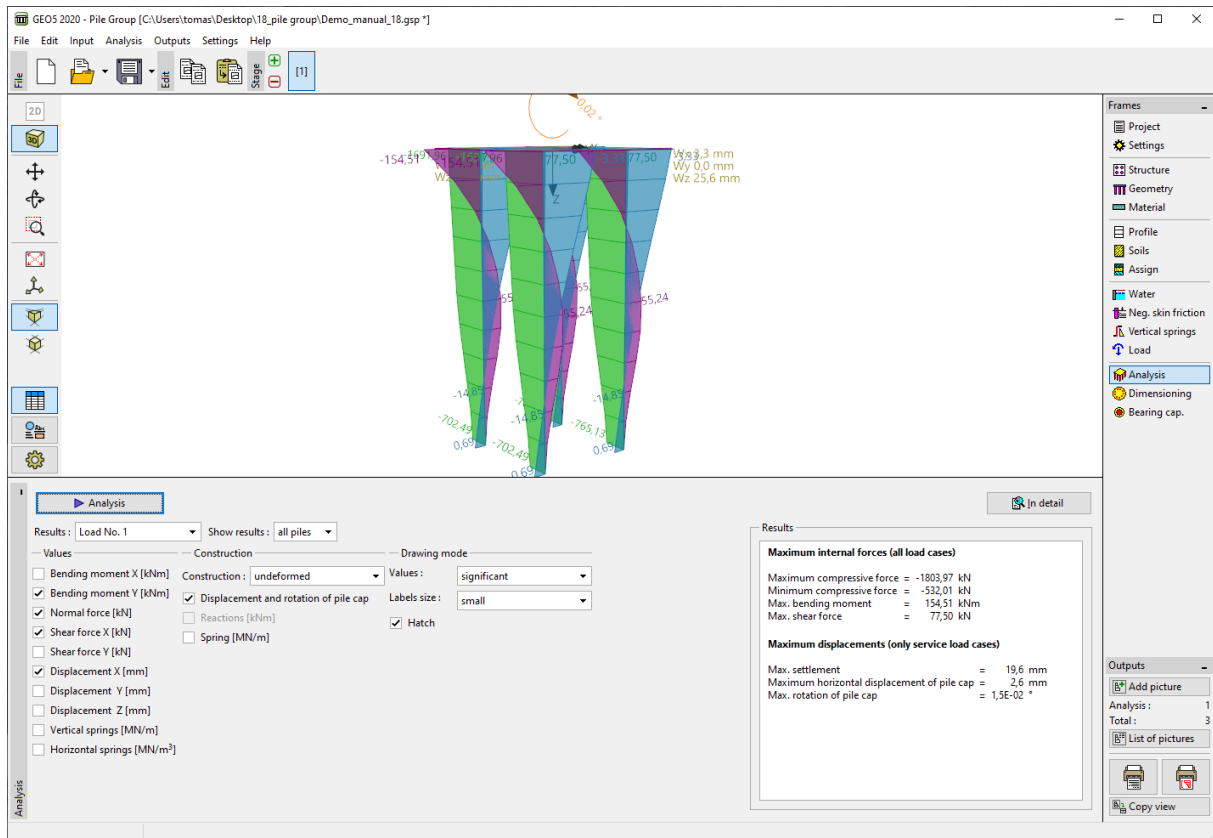 GEO5 2020 - Pile Group [C:\Users\tomas\Desktop\18_pile group\Demo_manual_18.gsp *]
File Edit Input Analysis Outputs Settings Help
File
Edit
Stage
[1]
2D
3D
0,02 °
-154,51
77,50
77,50
Wx 3,3 mm
Wy 0,0 mm
Wz 25,6 mm
Z
55,24
-55,24
-14,85
-14,85
-14,85
-702,49
-702,49
-765,13
0,69
0,69
0,69
Frames
Project
Settings
Structure
Geometry
Material
Profile
Soils
Assign
Water
Neg. skin friction
Vertical springs
Load
Analysis
Dimensioning
Bearing cap.
Outputs
Add picture
Analysis : 1
Total : 3
List of pictures
Copy view
Analysis
Analysis
In detail
Results : Load No. 1 Show results : all piles
Values
Bending moment X [kNm]
Bending moment Y [kNm]
Normal force [kN]
Shear force X [kN]
Shear force Y [kN]
Displacement X [mm]
Displacement Y [mm]
Displacement Z [mm]
Vertical springs [MN/m]
Horizontal springs [MN/m³]
Construction
Construction : undeformed
Displacement and rotation of pile cap
Reactions [kNm]
Spring [MN/m]
Drawing mode
Values : significant
Labels size : small
Hatch
Results
Maximum internal forces (all load cases)
Maximum compressive force = -1803,97 kN
Minimum compressive force = -532,01 kN
Max. bending moment = 154,51 kNm
Max. shear force = 77,50 kN
Maximum displacements (only service load cases)
Max. settlement = 19,6 mm
Maximum horizontal displacement of pile cap = 2,6 mm
Max. rotation of pile cap = 1,5E-02 °